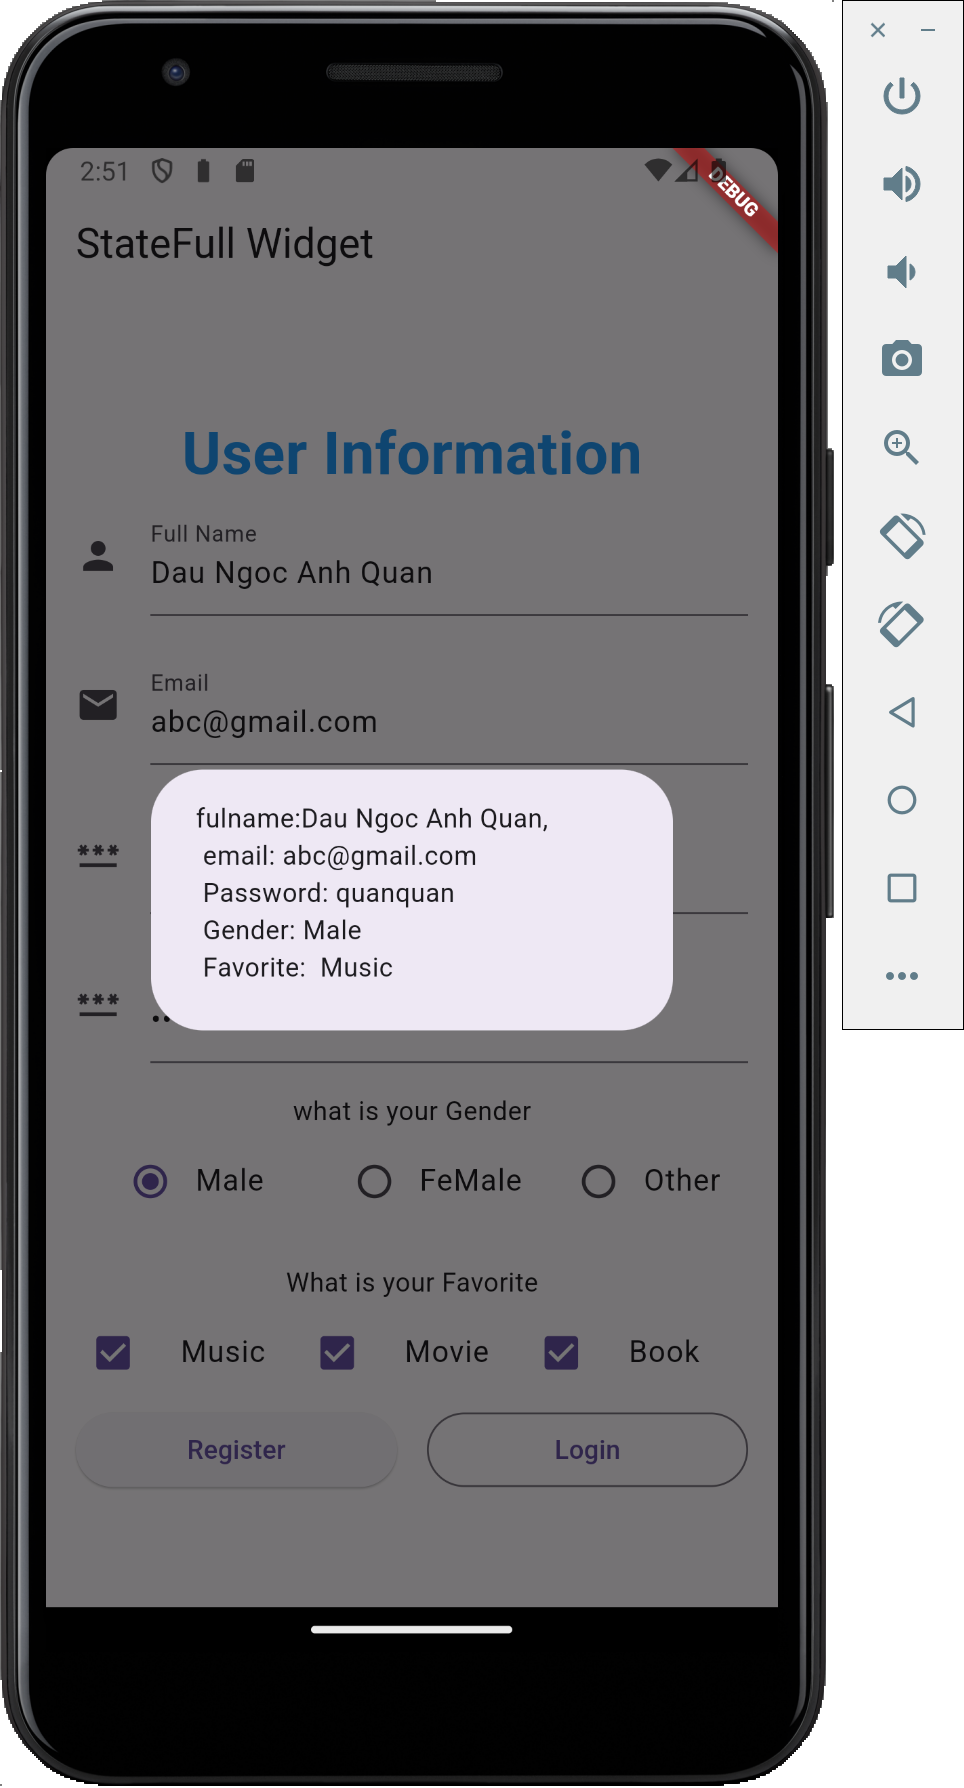 2:51
DEBUG
StateFull Widget
User Information
Full Name
Dau Ngoc Anh Quan
Email
abc@gmail.com
***
fulname:Dau Ngoc Anh Quan,
email: abc@gmail.com
Password: quanquan
Gender: Male
Favorite:  Music
***
what is your Gender
Male FeMale Other
What is your Favorite
Music Movie Book
Register Login